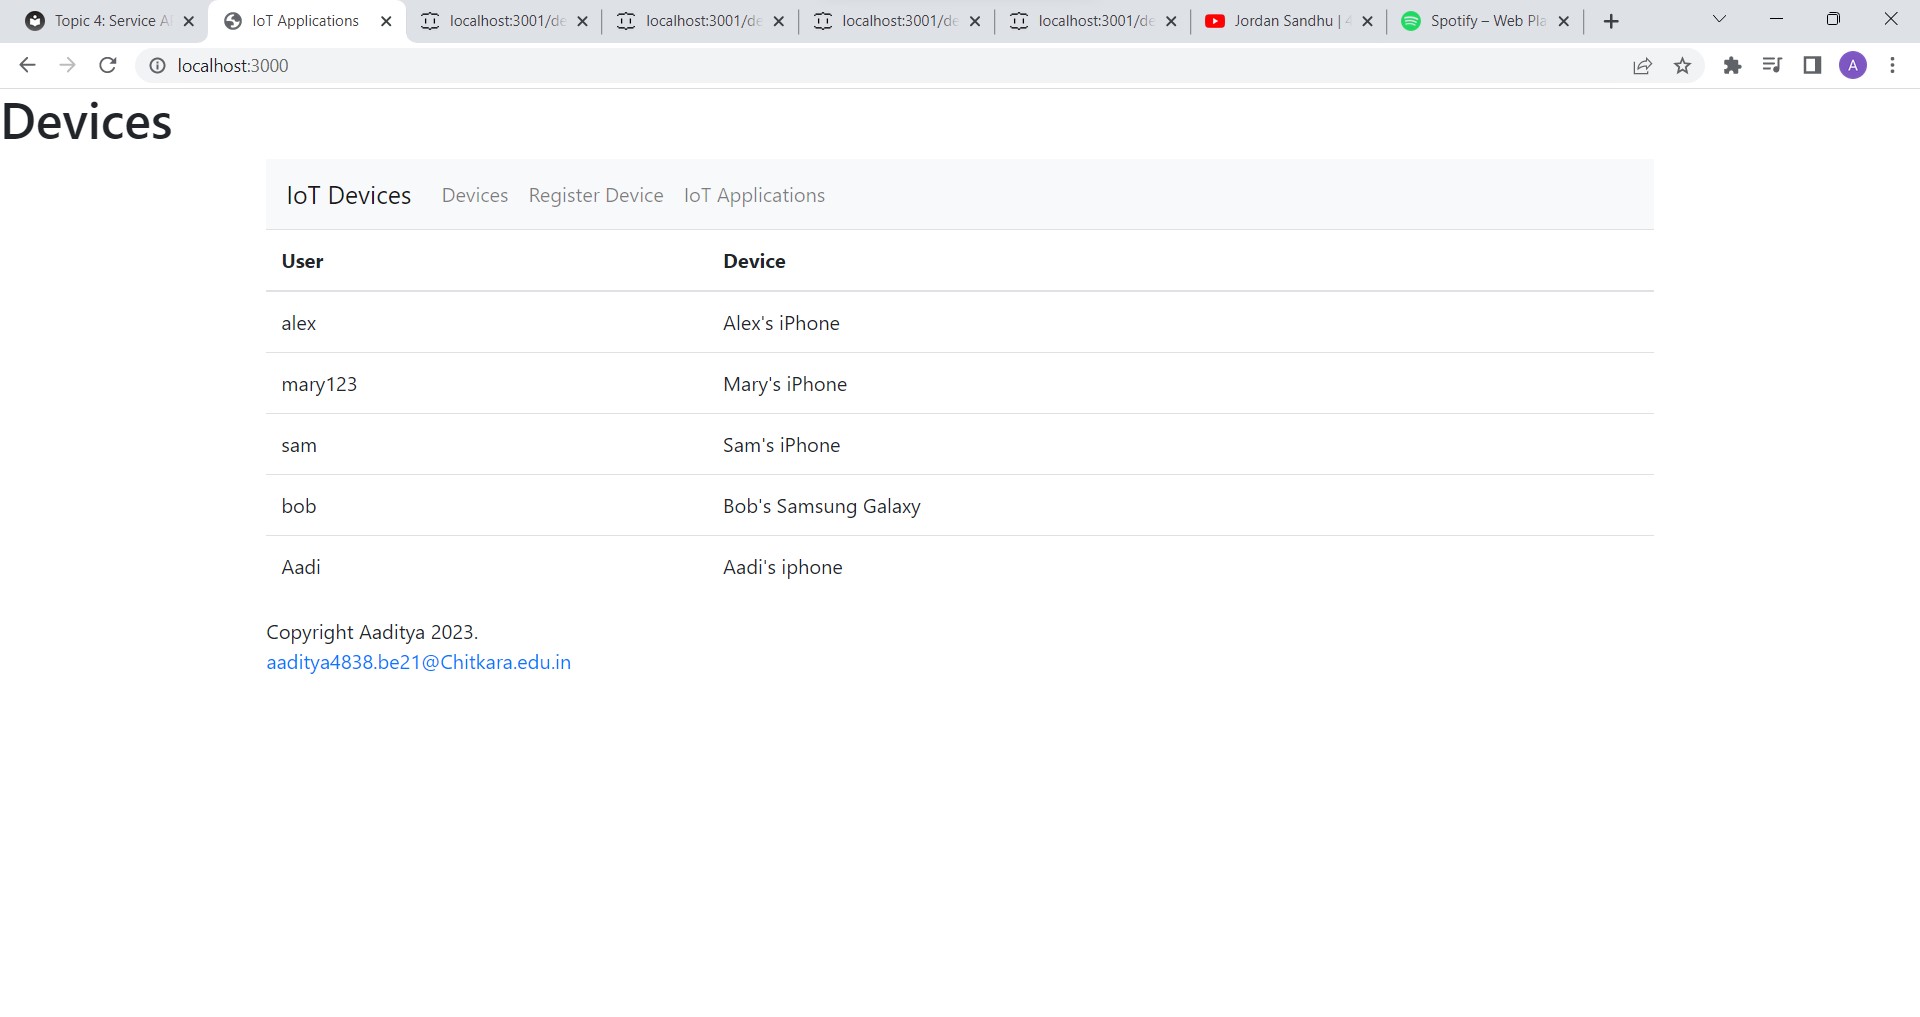 Topic 4: Service A
IoT Applications
localhost:3001/de
localhost:3001/de
localhost:3001/de
localhost:3001/de
Jordan Sandhu |
Spotify – Web Pla
localhost:3000
A
Devices
IoT Devices Devices Register Device IoT Applications
User Device
alex Alex's iPhone
mary123 Mary's iPhone
sam Sam's iPhone
bob Bob's Samsung Galaxy
Aadi Aadi's iphone
Copyright Aaditya 2023.
aaditya4838.be21@Chitkara.edu.in